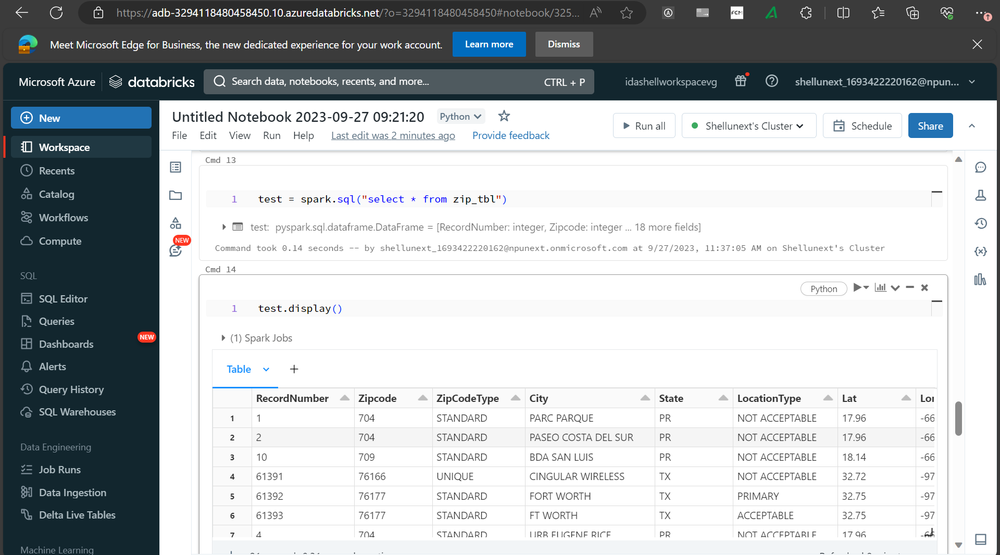 https://adb-3294118480458450.10.azuredatabricks.net/?o=3294118480458450#notebook/325...
FCM
Meet Microsoft Edge for Business, the new dedicated experience for your work account. Learn more Dismiss
Microsoft Azure databricks Search data, notebooks, recents, and more... CTRL + P idashellworkspacevg shellunext_1693422220162@npun...
New
Workspace
Recents
Catalog
Workflows
Compute
SQL
SQL Editor
Queries
Dashboards NEW
Alerts
Query History
SQL Warehouses
Data Engineering
Job Runs
Data Ingestion
Delta Live Tables
Machine Learning
Untitled Notebook 2023-09-27 09:21:20 Python
File Edit View Run Help Last edit was 2 minutes ago Provide feedback
Run all Shellunext's Cluster Schedule Share
NEW
Cmd 13
1 test = spark.sql("select * from zip_tbl")
test: pyspark.sql.dataframe.DataFrame = [RecordNumber: integer, Zipcode: integer ... 18 more fields]
Command took 0.14 seconds -- by shellunext_1693422220162@npunext.onmicrosoft.com at 9/27/2023, 11:37:05 AM on Shellunext's Cluster
Cmd 14
Python
1 test.display()
(1) Spark Jobs
Table +
RecordNumber Zipcode ZipCodeType City State LocationType Lat Lon
1 1 704 STANDARD PARC PARQUE PR NOT ACCEPTABLE 17.96 -66
2 2 704 STANDARD PASEO COSTA DEL SUR PR NOT ACCEPTABLE 17.96 -66
3 10 709 STANDARD BDA SAN LUIS PR NOT ACCEPTABLE 18.14 -66
4 61391 76166 UNIQUE CINGULAR WIRELESS TX NOT ACCEPTABLE 32.72 -97
5 61392 76177 STANDARD FORT WORTH TX PRIMARY 32.75 -97
6 61393 76177 STANDARD FT WORTH TX ACCEPTABLE 32.75 -97
7 4 704 STANDARD URB EUGENE RICE PR NOT ACCEPTABLE 17.96 -66